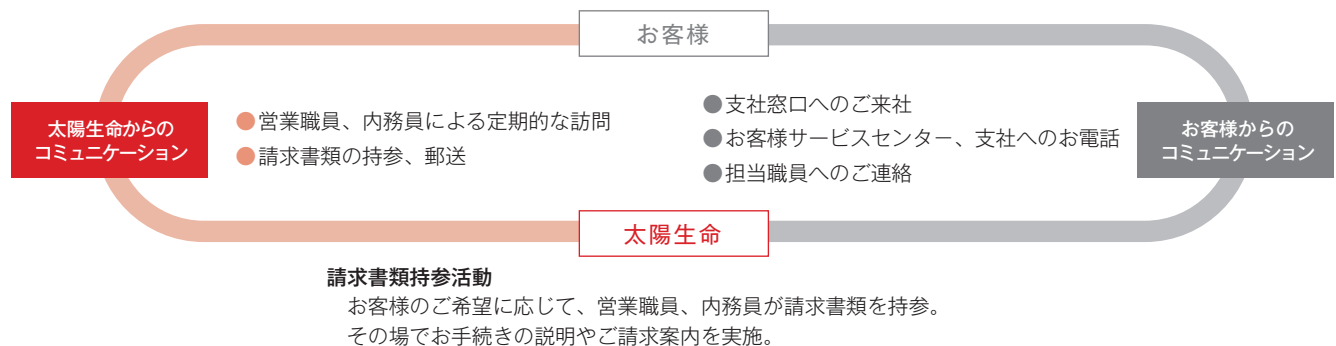 お客様
太陽生命からの
コミュニケーション
●営業職員、内務員による定期的な訪問
●請求書類の持参、郵送
●支社窓口へのご来社
●お客様サービスセンター、支社へのお電話
●担当職員へのご連絡
お客様からの
コミュニケーション
太陽生命
請求書類持参活動
お客様のご希望に応じて、営業職員、内務員が請求書類を持参。
その場でお手続きの説明やご請求案内を実施。